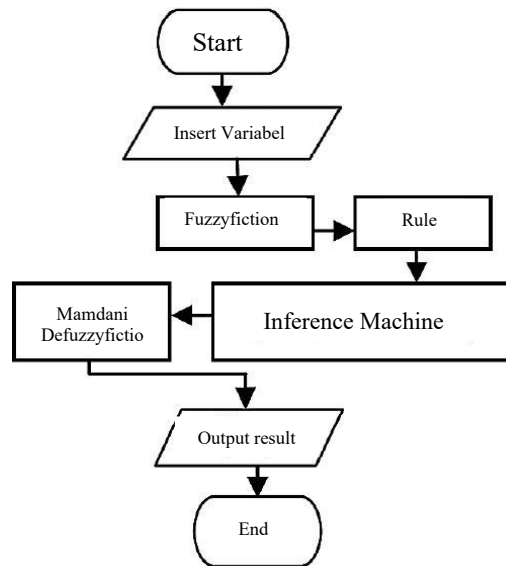 Start
Insert Variabel
Fuzzyfiction
Rule
Mamdani
Defuzzyfictio
Inference Machine
Output result
End